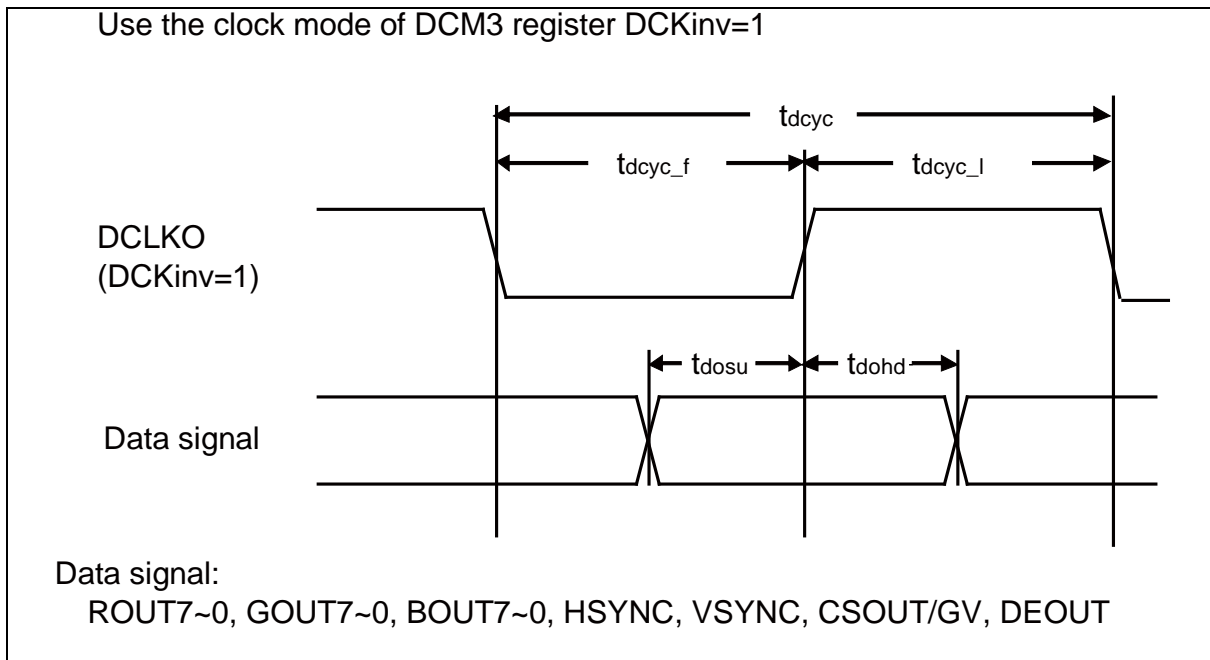 Use the clock mode of DCM3 register DCKinv=1
tdcyc
tdcyc_f
tdcyc_l
DCLKO
(DCKinv=1)
tdosu
tdohd
Data signal
Data signal:
ROUT7~0, GOUT7~0, BOUT7~0, HSYNC, VSYNC, CSOUT/GV, DEOUT